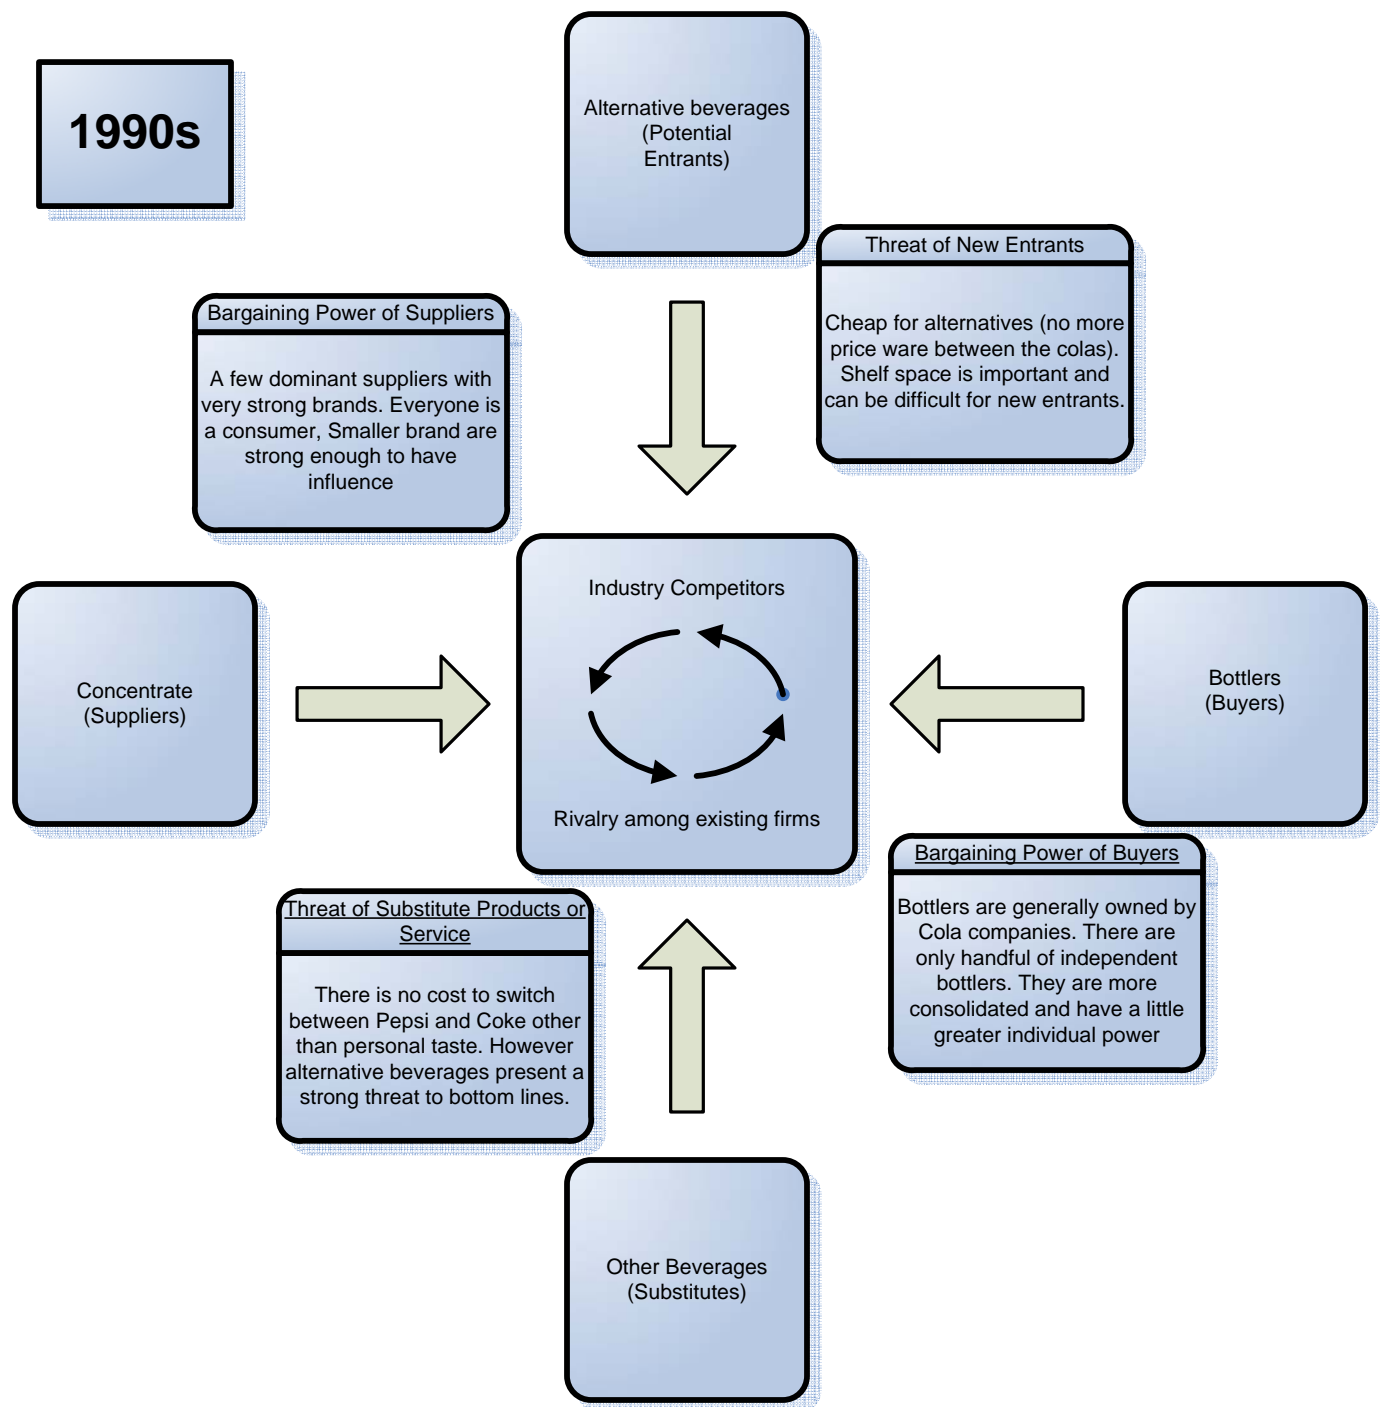 1990s
Alternative beverages
(Potential
Entrants)
Threat of New Entrants
Cheap for alternatives (no more
price ware between the colas).
Shelf space is important and
can be difficult for new entrants.
Bargaining Power of Suppliers
A few dominant suppliers with
very strong brands. Everyone is
a consumer, Smaller brand are
strong enough to have
influence
Concentrate
(Suppliers)
Industry Competitors
Rivalry among existing firms
Bottlers
(Buyers)
Bargaining Power of Buyers
Bottlers are generally owned by
Cola companies. There are
only handful of independent
bottlers. They are more
consolidated and have a little
greater individual power
Threat of Substitute Products or
Service
There is no cost to switch
between Pepsi and Coke other
than personal taste. However
alternative beverages present a
strong threat to bottom lines.
Other Beverages
(Substitutes)